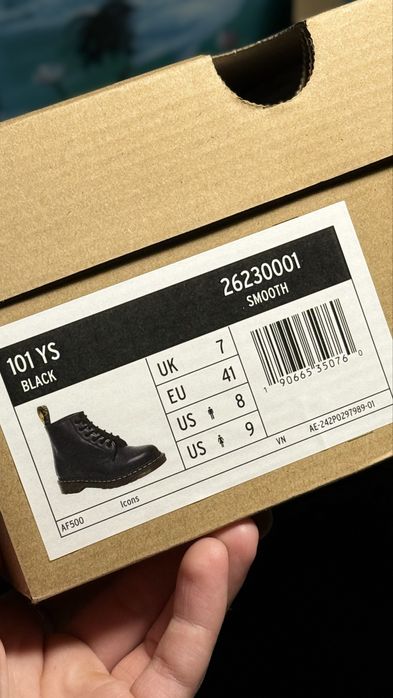 101 YS
BLACK
26230001
SMOOTH
UK 7
EU 41
US 8
US 9
1 90665 35076 0
AF500
Icons
VN
AE-242P0297989-01